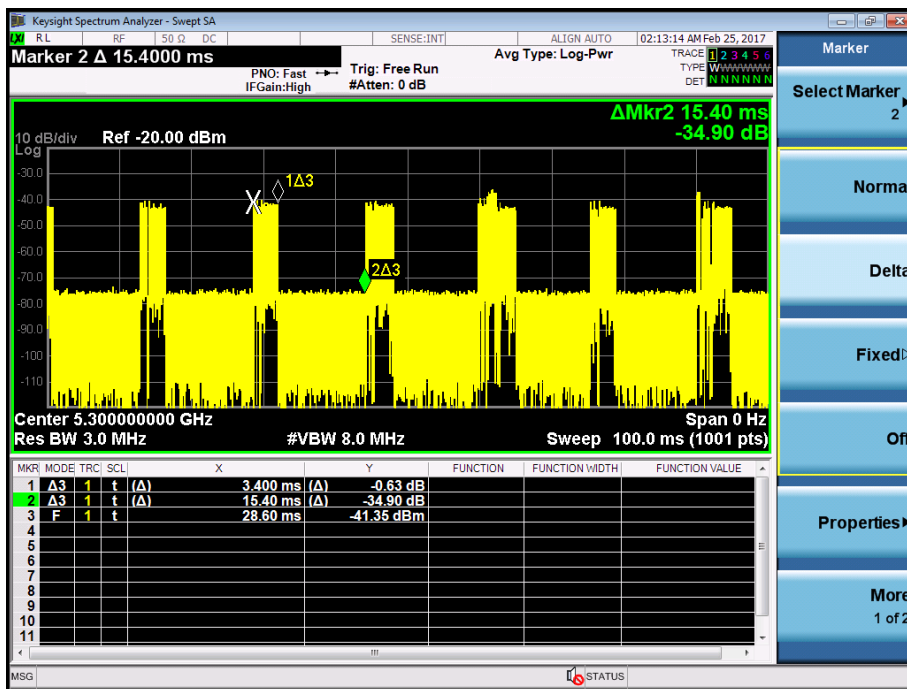 Keysight Spectrum Analyzer - Swept SA
LXI RL RF 50 Ω DC SENSE:INT ALIGN AUTO 02:13:14 AM Feb 25, 2017
Marker 2 Δ 15.4000 ms
PNO: Fast
IFGain:High
Trig: Free Run
#Atten: 0 dB
Avg Type: Log-Pwr
TRACE 1 2 3 4 5 6
TYPE WWWWWW
DET N N N N N N
ΔMkr2 15.40 ms
-34.90 dB
10 dB/div Ref -20.00 dBm
Log
-30.0
-40.0
-50.0
-60.0
-70.0
-80.0
-90.0
-100
-110
X
1Δ3
2Δ3
Center 5.300000000 GHz Span 0 Hz
Res BW 3.0 MHz #VBW 8.0 MHz Sweep 100.0 ms (1001 pts)
MKR MODE TRC SCL X Y FUNCTION FUNCTION WIDTH FUNCTION VALUE
1 Δ3 1 t (Δ) 3.400 ms (Δ) -0.63 dB
2 Δ3 1 t (Δ) 15.40 ms (Δ) -34.90 dB
3 F 1 t 28.60 ms -41.35 dBm
4
5
6
7
8
9
10
11
MSG STATUS
Marker
Select Marker
2
Norma
Delta
Fixed
Of
Properties
More
1 of 2